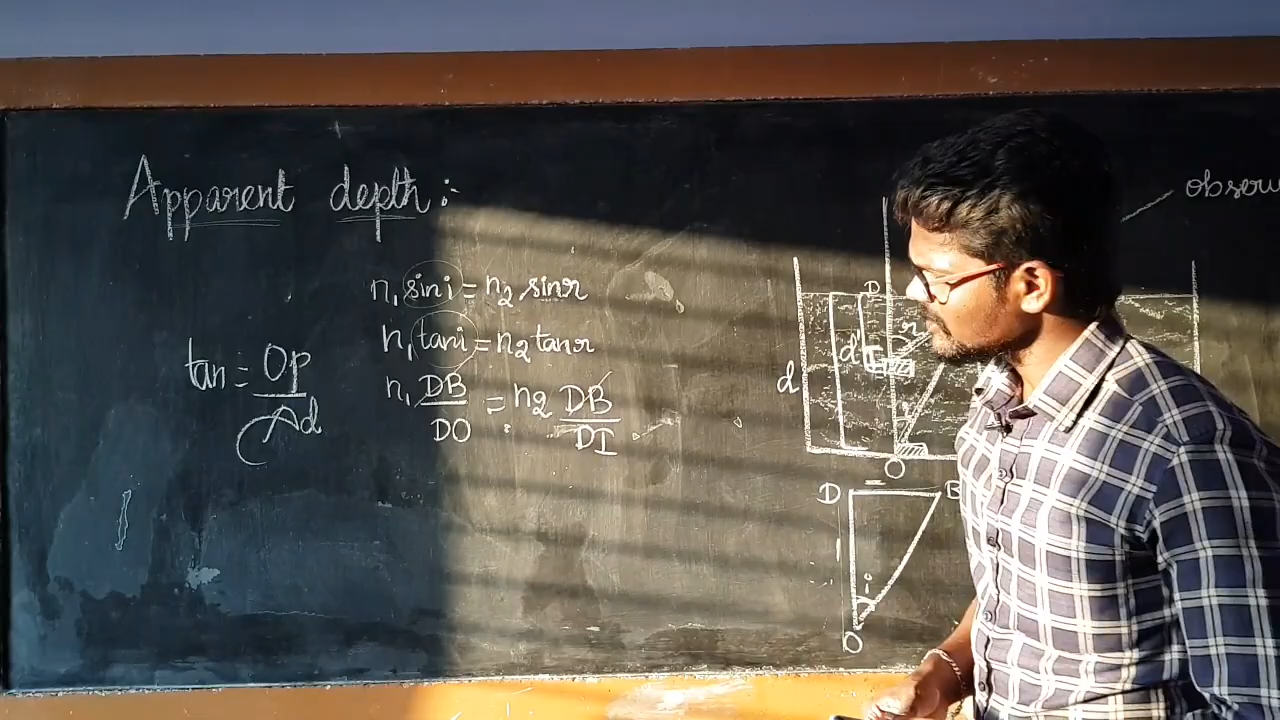 Apparent depth :-
n₁ sin i = n₂ sin r
n₁ tan i = n₂ tan r
tan = Op / Ad
n₁ DB / DO = n₂ DB / DI
observ
D
r
d
d'
I
i
O
D B
i
O